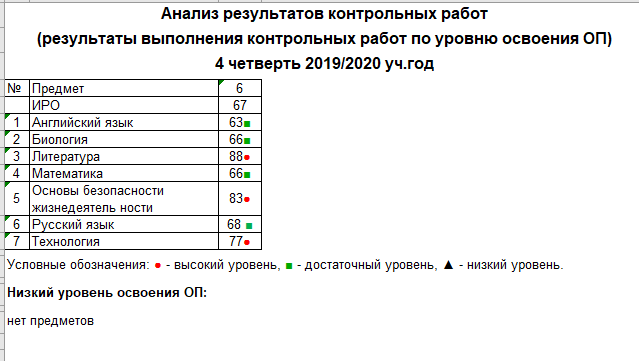 Анализ результатов контрольных работ
(результаты выполнения контрольных работ по уровню освоения ОП)
4 четверть 2019/2020 уч.год
№ Предмет 6
ИРО 67
1 Английский язык 63■
2 Биология 66■
3 Литература 88●
4 Математика 66■
5 Основы безопасности жизнедеятель ности 83●
6 Русский язык 68 ■
7 Технология 77●
Условные обозначения: ● - высокий уровень, ■ - достаточный уровень, ▲ - низкий уровень.
Низкий уровень освоения ОП:
нет предметов